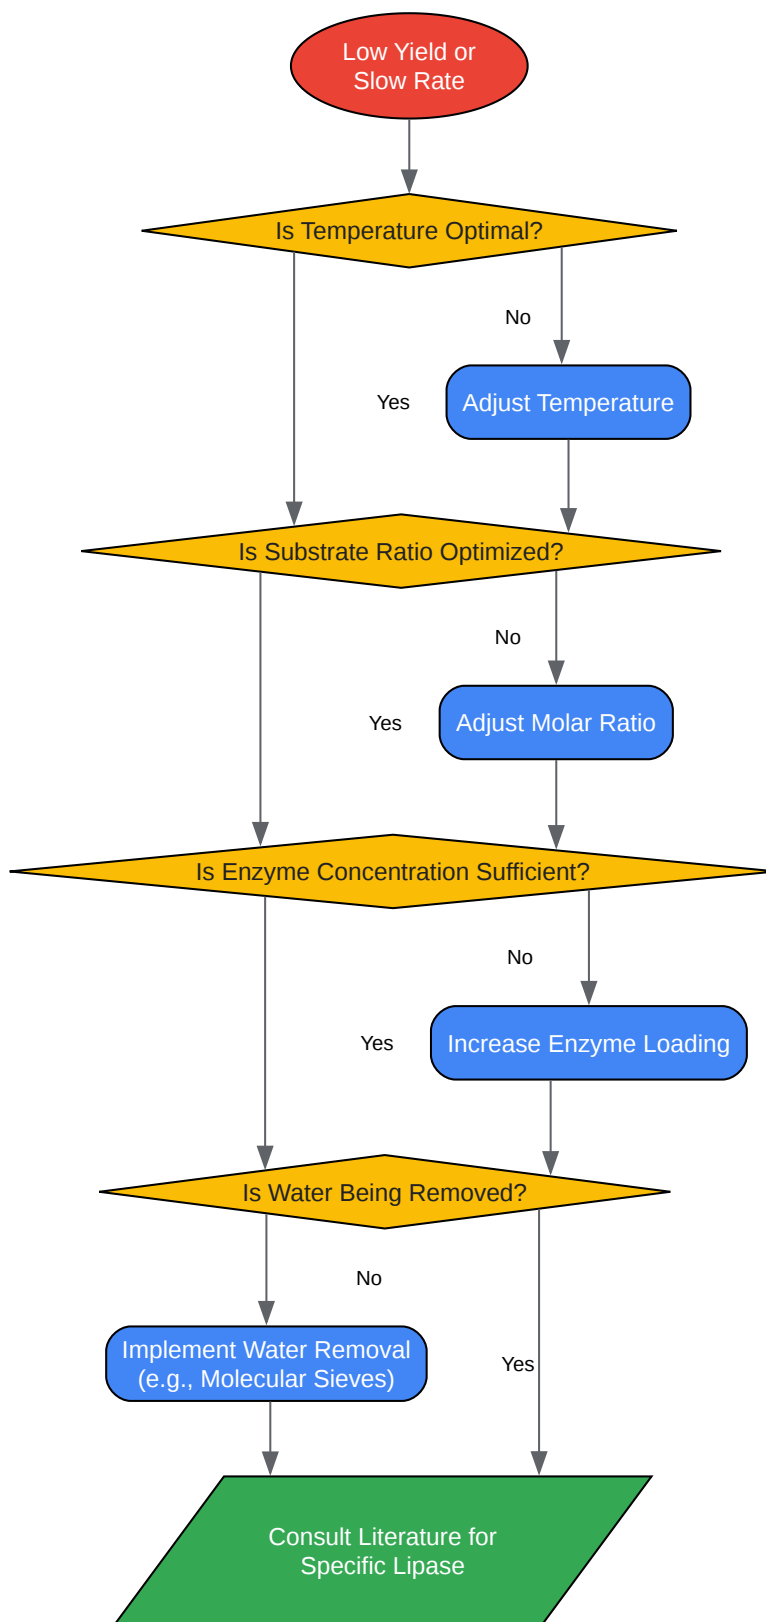 Low Yield or
Slow Rate
Is Temperature Optimal?
No
Yes
Adjust Temperature
Is Substrate Ratio Optimized?
No
Yes
Adjust Molar Ratio
Is Enzyme Concentration Sufficient?
No
Yes
Increase Enzyme Loading
Is Water Being Removed?
No
Implement Water Removal
(e.g., Molecular Sieves)
Yes
Consult Literature for
Specific Lipase